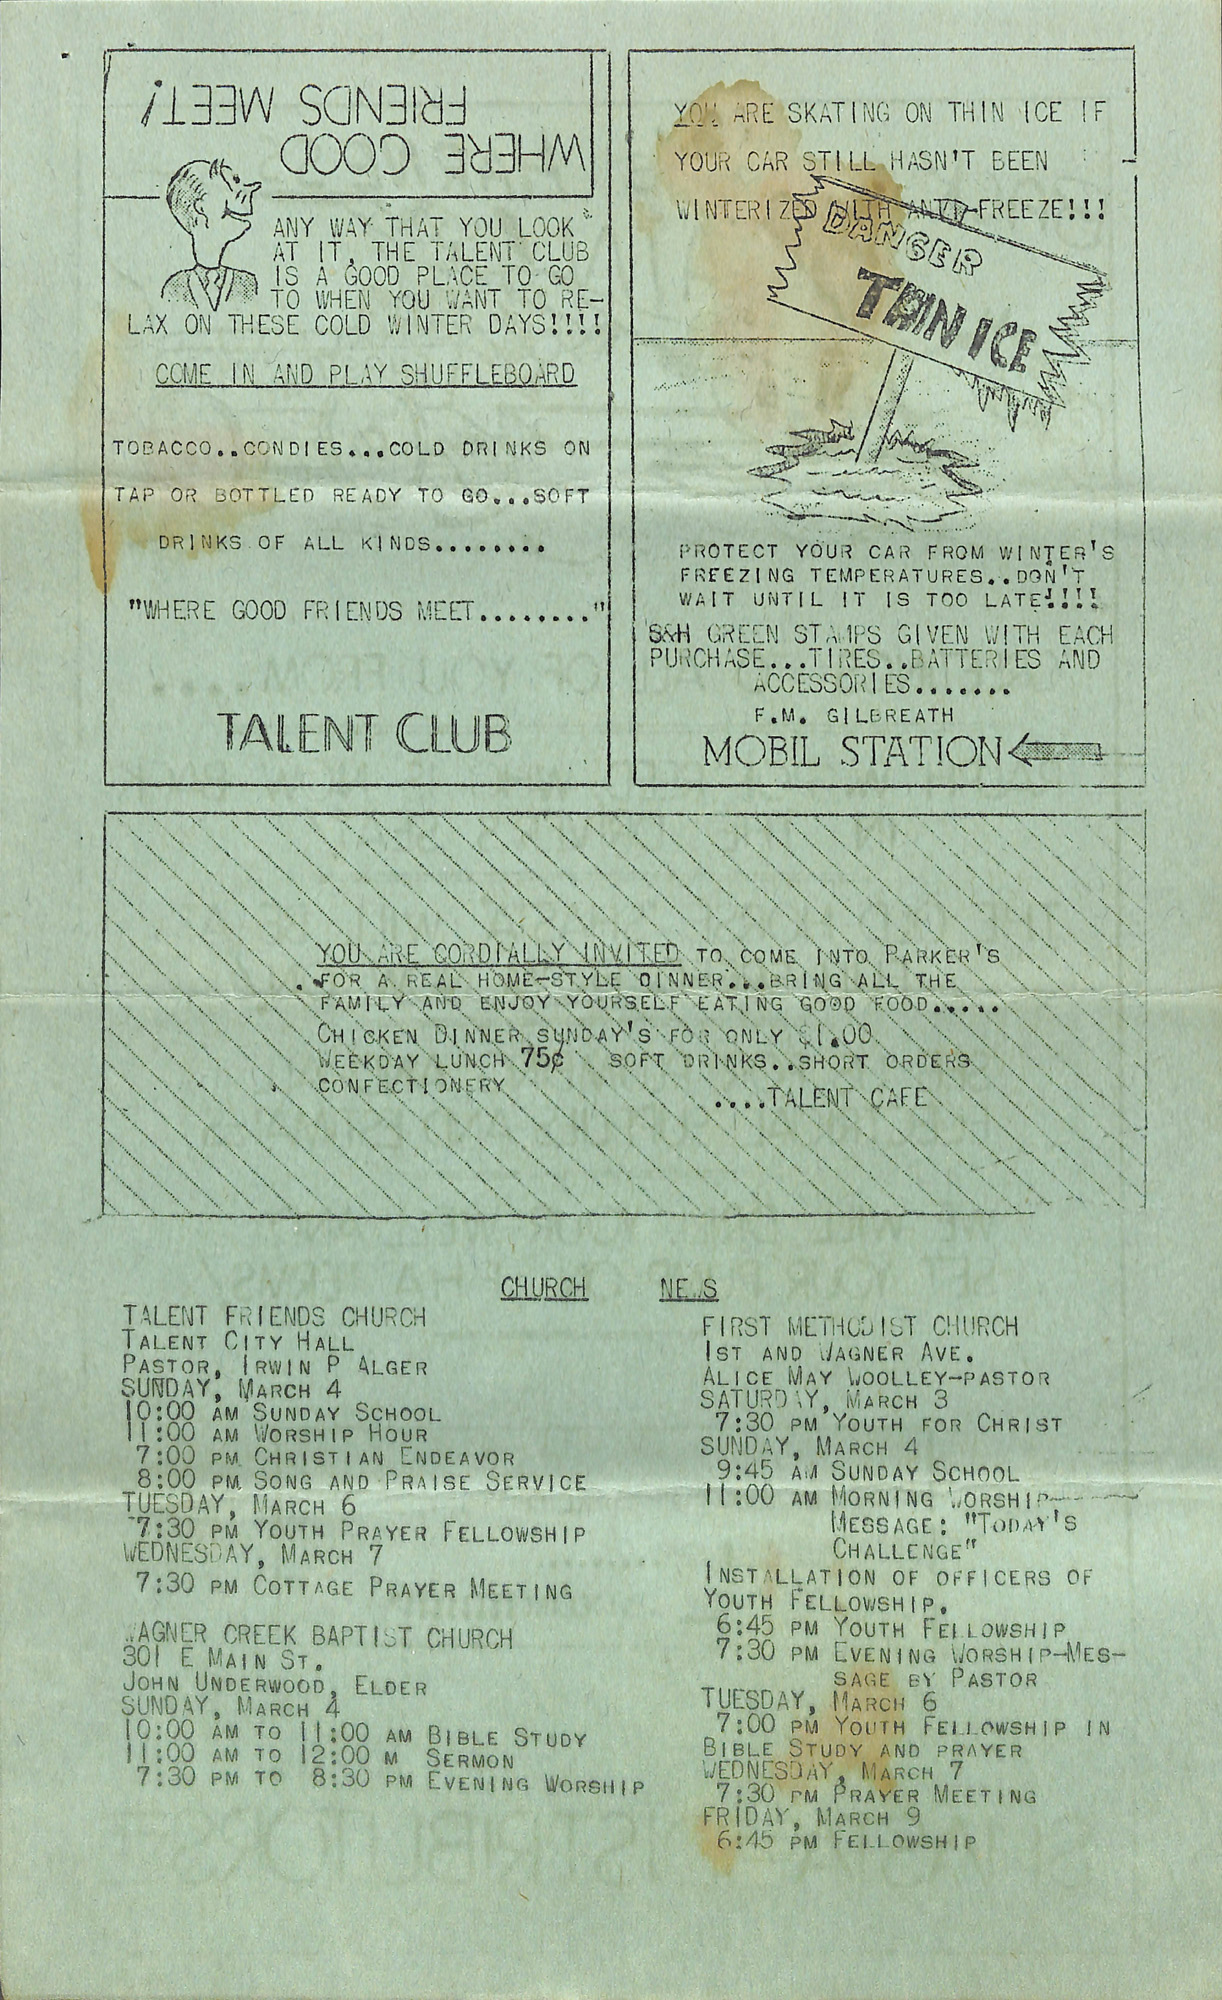 WHERE GOOD
FRIENDS MEET!
ANY WAY THAT YOU LOOK
AT IT, THE TALENT CLUB
IS A GOOD PLACE TO GO
TO WHEN YOU WANT TO RE-
LAX ON THESE COLD WINTER DAYS!!!!
COME IN AND PLAY SHUFFLEBOARD
TOBACCO..CONDIES...COLD DRINKS ON
TAP OR BOTTLED READY TO GO...SOFT
DRINKS OF ALL KINDS.........
"WHERE GOOD FRIENDS MEET........"
TALENT CLUB
YOU ARE SKATING ON THIN ICE IF
YOUR CAR STILL HASN'T BEEN
WINTERIZED WITH ANTI-FREEZE!!!
DANGER
THIN ICE
PROTECT YOUR CAR FROM WINTER'S
FREEZING TEMPERATURES..DON'T
WAIT UNTIL IT IS TOO LATE!!!!
S&H GREEN STAMPS GIVEN WITH EACH
PURCHASE...TIRES..BATTERIES AND
ACCESSORIES.......
F.M. GILBREATH
MOBIL STATION
YOU ARE CORDIALLY INVITED TO COME INTO PARKER'S
FOR A REAL HOME-STYLE DINNER...BRING ALL THE
FAMILY AND ENJOY YOURSELF EATING GOOD FOOD.....
CHICKEN DINNER SUNDAY'S FOR ONLY $1.00
WEEKDAY LUNCH 75¢ SOFT DRINKS..SHORT ORDERS
CONFECTIONERY
....TALENT CAFE
CHURCH NE..S
TALENT FRIENDS CHURCH
TALENT CITY HALL
PASTOR, IRWIN P ALGER
SUNDAY, MARCH 4
10:00 AM SUNDAY SCHOOL
11:00 AM WORSHIP HOUR
7:00 PM CHRISTIAN ENDEAVOR
8:00 PM SONG AND PRAISE SERVICE
TUESDAY, MARCH 6
7:30 PM YOUTH PRAYER FELLOWSHIP
WEDNESDAY, MARCH 7
7:30 PM COTTAGE PRAYER MEETING
WAGNER CREEK BAPTIST CHURCH
301 E MAIN ST.
JOHN UNDERWOOD, ELDER
SUNDAY, MARCH 4
10:00 AM TO 11:00 AM BIBLE STUDY
11:00 AM TO 12:00 M SERMON
7:30 PM TO 8:30 PM EVENING WORSHIP
FIRST METHODIST CHURCH
1ST AND WAGNER AVE.
ALICE MAY WOOLLEY-PASTOR
SATURDAY, MARCH 3
7:30 PM YOUTH FOR CHRIST
SUNDAY, MARCH 4
9:45 AM SUNDAY SCHOOL
11:00 AM MORNING WORSHIP
MESSAGE: "TODAY'S
CHALLENGE"
INSTALLATION OF OFFICERS OF
YOUTH FELLOWSHIP.
6:45 PM YOUTH FELLOWSHIP
7:30 PM EVENING WORSHIP-MES-
SAGE BY PASTOR
TUESDAY, MARCH 6
7:00 PM YOUTH FELLOWSHIP IN
BIBLE STUDY AND PRAYER
WEDNESDAY, MARCH 7
7:30 PM PRAYER MEETING
FRIDAY, MARCH 9
6:45 PM FELLOWSHIP